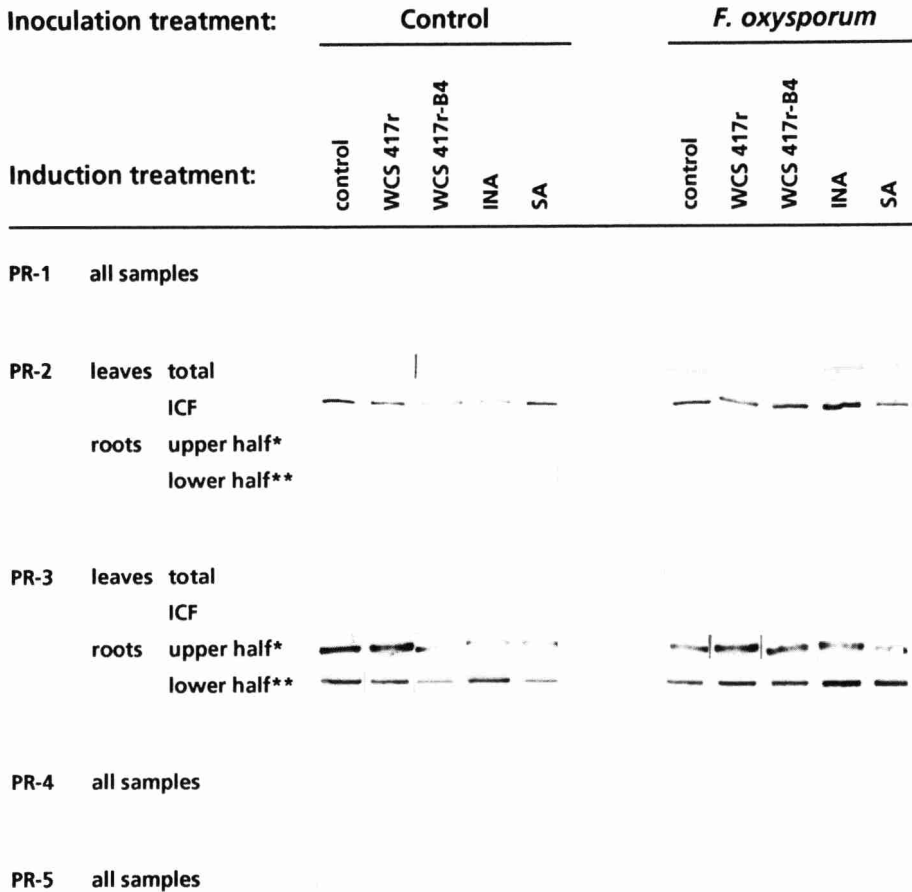 Inoculation treatment: Control F. oxysporum
Induction treatment: control WCS 417r WCS 417r-B4 INA SA control WCS 417r WCS 417r-B4 INA SA
PR-1 all samples
PR-2 leaves total
ICF
roots upper half*
lower half**
PR-3 leaves total
ICF
roots upper half*
lower half**
PR-4 all samples
PR-5 all samples